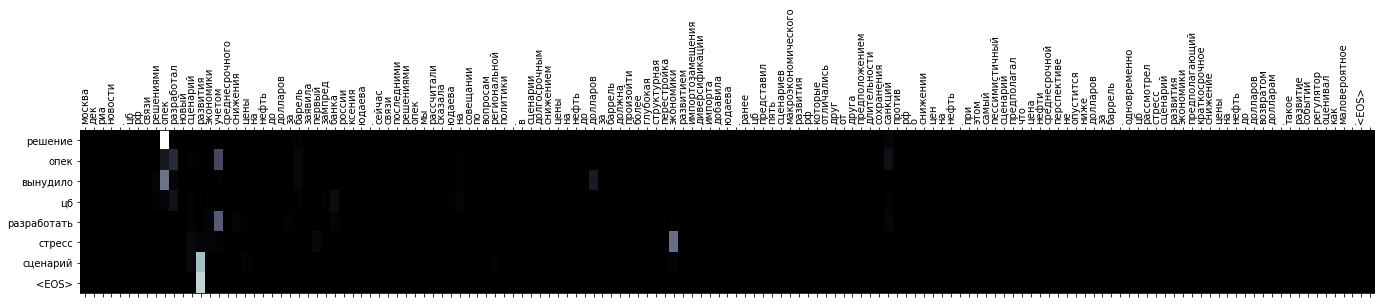 москва
дек
риа
новости
.
цб
рф
связи
решениями
опек
разработал
новый
сценарий
развития
экономики
учетом
среднесрочного
снижения
цены
на
нефть
до
долларов
за
барель
заявила
первый
зампред
банка
россии
ксения
юдаева
.
сейчас
связи
последними
решениями
опек
мы
рассчитали
сказала
юдаева
на
совещании
по
вопросам
региональной
политики
.
в
сценарии
долгосрочным
снижением
цены
на
нефть
до
долларов
за
баррель
должна
произойти
более
глубокая
структурная
перестройка
экономики
развитием
импортозамещения
диверсификации
импорта
добавила
юдаева
.
ранее
цб
представил
пять
сценариев
макроэкономического
развития
рф
которые
отличались
друг
от
друга
предположением
длительности
сохранения
санкций
против
рф
о
снижении
цен
на
нефть
.
при
этом
самый
пессимистичный
сценарий
предполагал
что
цена
нефти
среднесрочной
перспективе
не
опустится
ниже
долларов
за
баррель
.
одновременно
цб
рассмотрел
стресс
сценарий
развития
экономики
предполагающий
краткосрочное
снижение
цены
на
нефть
до
долларов
возвратом
долларам
.
такое
развитие
событий
регулятор
оценивал
как
маловероятное
.
<EOS>
решение
опек
вынудило
цб
разработать
стресс
сценарий
<EOS>